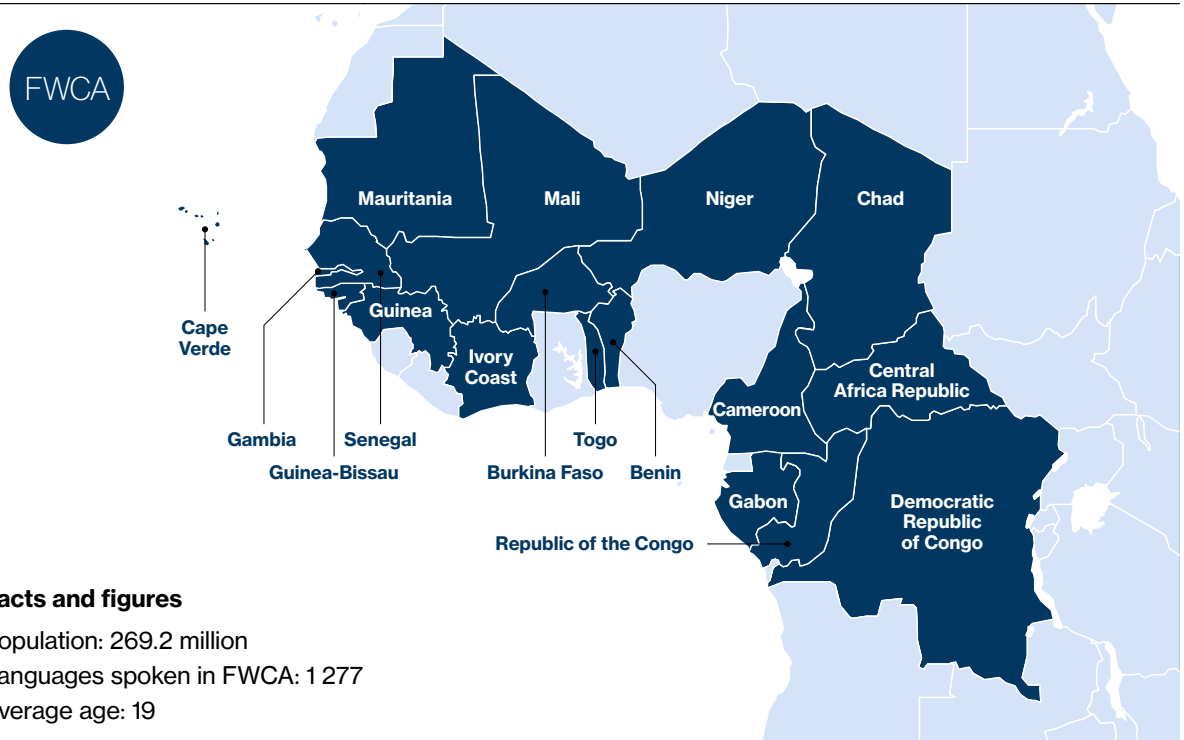 FWCA
Mauritania
Mali
Niger
Chad
Cape
Verde
Guinea
Ivory
Coast
Central
Africa Republic
Cameroon
Gambia
Senegal
Togo
Guinea-Bissau
Burkina Faso
Benin
Gabon
Democratic
Republic
of Congo
Republic of the Congo
acts and figures
opulation: 269.2 million
anguages spoken in FWCA: 1 277
verage age: 19